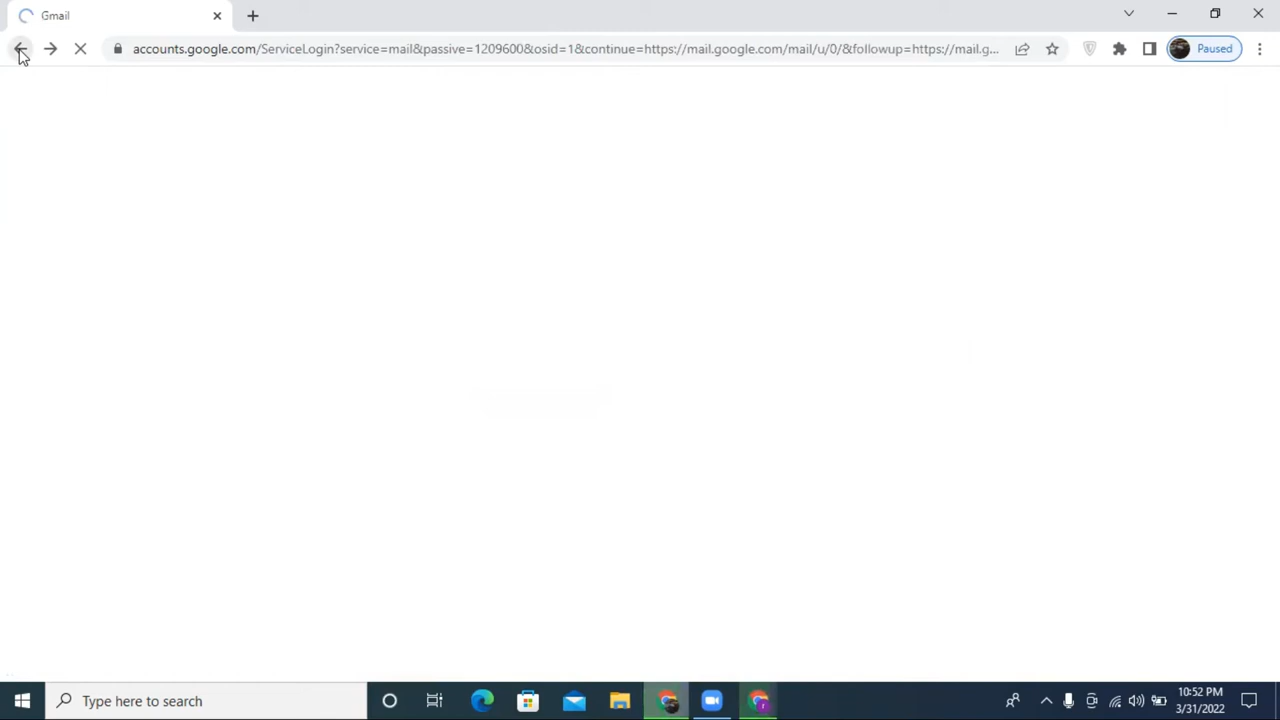 Gmail
accounts.google.com/ServiceLogin?service=mail&passive=1209600&osid=1&continue=https://mail.google.com/mail/u/0/&followup=https://mail.g...
Paused
Type here to search
10:52 PM
3/31/2022